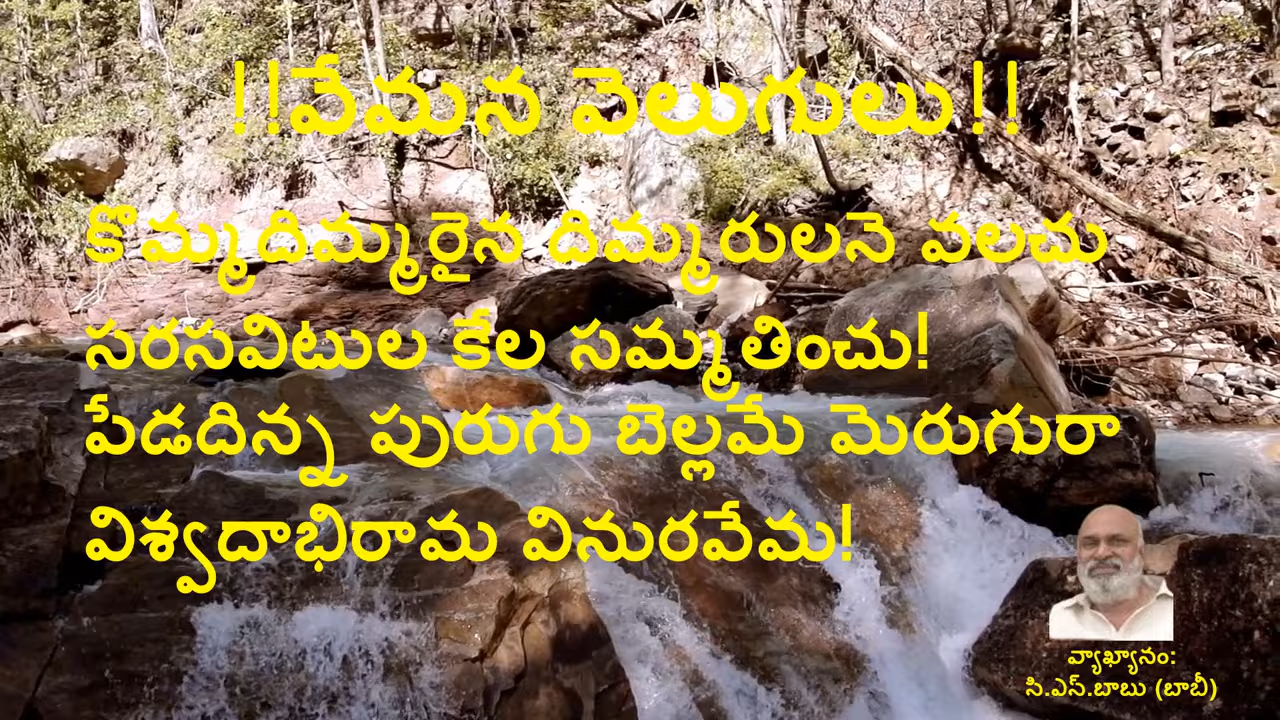 !!వేమన వెలుగులు!!
కొమ్మదిమ్మరైన దిమ్మరులనె వలచు
సరసవిటుల కేల సమ్మతించు!
పేడదిన్న పురుగు బెల్లమే మెరుగురా
విశ్వదాభిరామ వినురవేమ!
వ్యాఖ్యానం:
సి.ఎస్.బాబు (బాబీ)